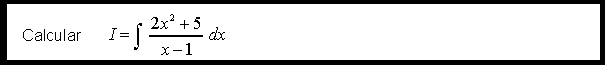 Calcular I = ∫ (2x² + 5)/(x − 1) dx